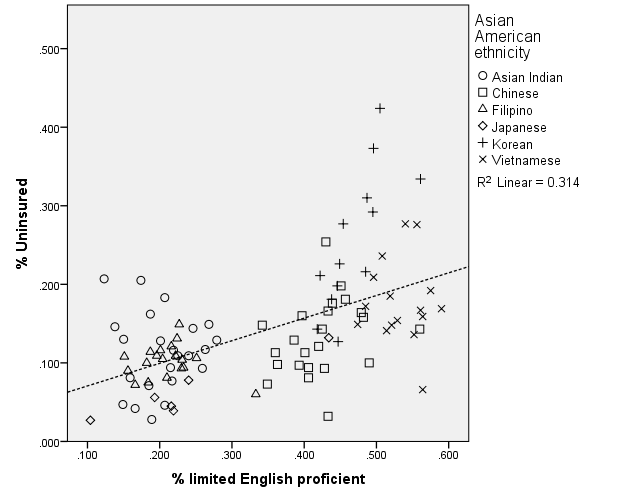 Asian
American
ethnicity
Asian Indian
Chinese
Filipino
Japanese
Korean
Vietnamese
R² Linear = 0.314
% Uninsured
.500
.400
.300
.200
.100
.000
.100 .200 .300 .400 .500 .600
% limited English proficient